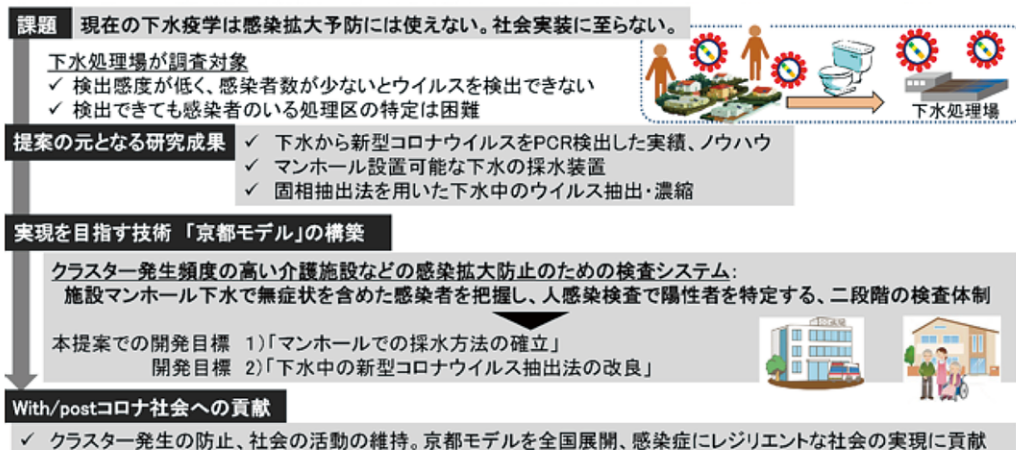 課題 現在の下水疫学は感染拡大予防には使えない。社会実装に至らない。
下水処理場が調査対象
✓ 検出感度が低く、感染者数が少ないとウイルスを検出できない
✓ 検出できても感染者のいる処理区の特定は困難
下水処理場
提案の元となる研究成果
✓ 下水から新型コロナウイルスをPCR検出した実績、ノウハウ
✓ マンホール設置可能な下水の採水装置
✓ 固相抽出法を用いた下水中のウイルス抽出・濃縮
実現を目指す技術 「京都モデル」の構築
クラスター発生頻度の高い介護施設などの感染拡大防止のための検査システム:
施設マンホール下水で無症状を含めた感染者を把握し、人感染検査で陽性者を特定する、二段階の検査体制
本提案での開発目標 1)「マンホールでの採水方法の確立」
開発目標 2)「下水中の新型コロナウイルス抽出法の改良」
With/postコロナ社会への貢献
✓ クラスター発生の防止、社会の活動の維持。京都モデルを全国展開、感染症にレジリエントな社会の実現に貢献